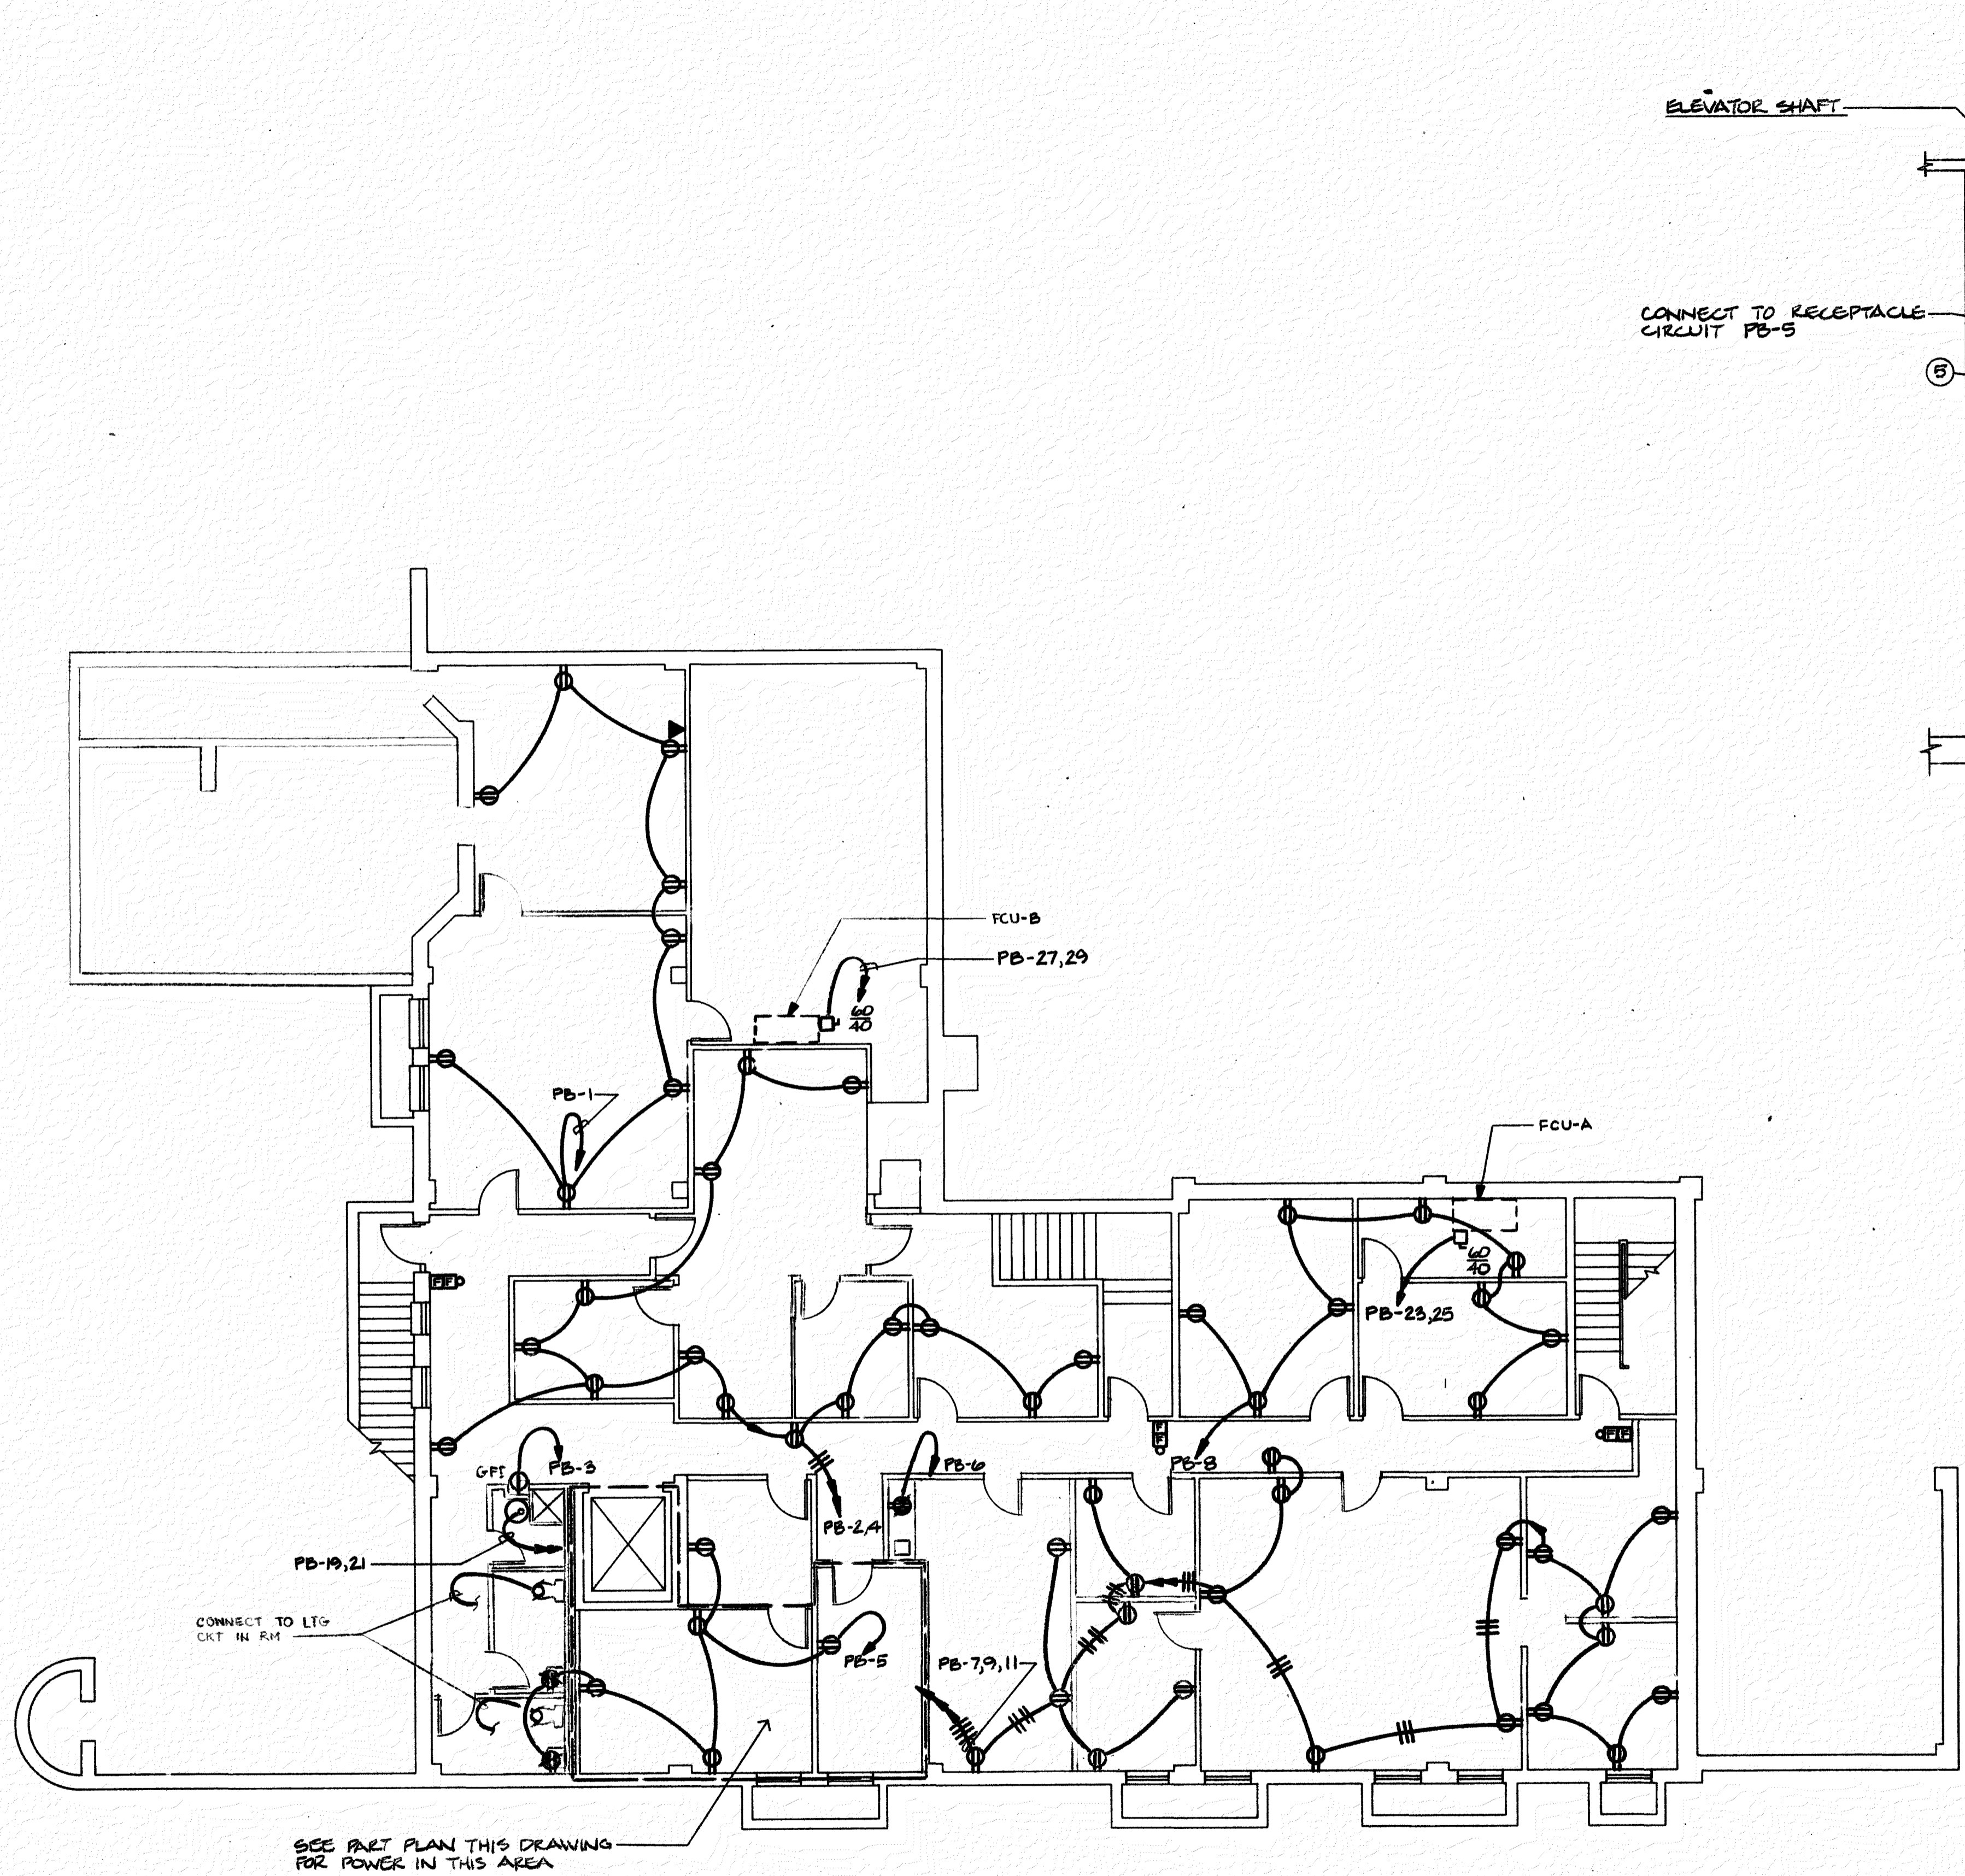 ELEVATOR SHAFT
CONNECT TO RECEPTACLE
CIRCUIT PB-5
5
FCU-B
PB-27,29
60
40
PB-1
FCU-A
60
40
PB-23,25
FF
F
F
FF
GFI
PB-3
PB-6
PB-8
PB-2,4
PB-19,21
CONNECT TO LTG
CKT IN RM
PB-5
PB-7,9,11
SEE PART PLAN THIS DRAWING
FOR POWER IN THIS AREA